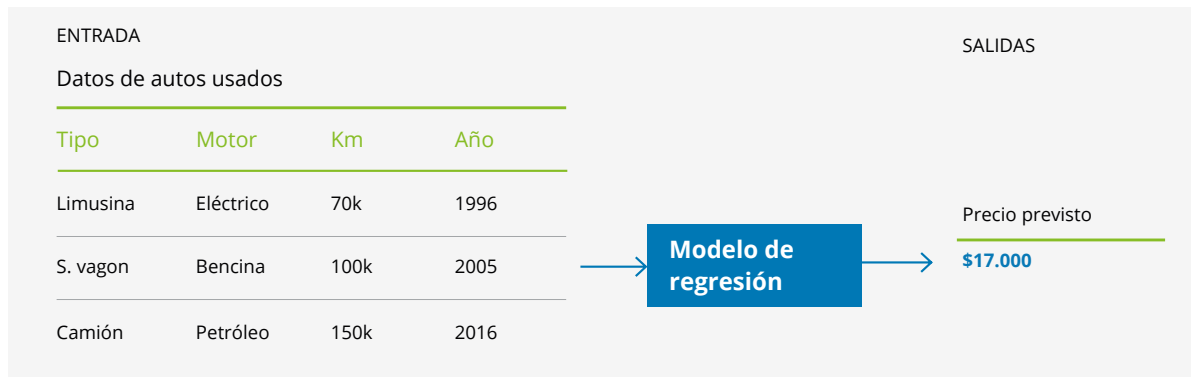 ENTRADA
Datos de autos usados
Tipo Motor Km Año
Limusina Eléctrico 70k 1996
S. vagon Bencina 100k 2005
Camión Petróleo 150k 2016
Modelo de
regresión
SALIDAS
Precio previsto
$17.000